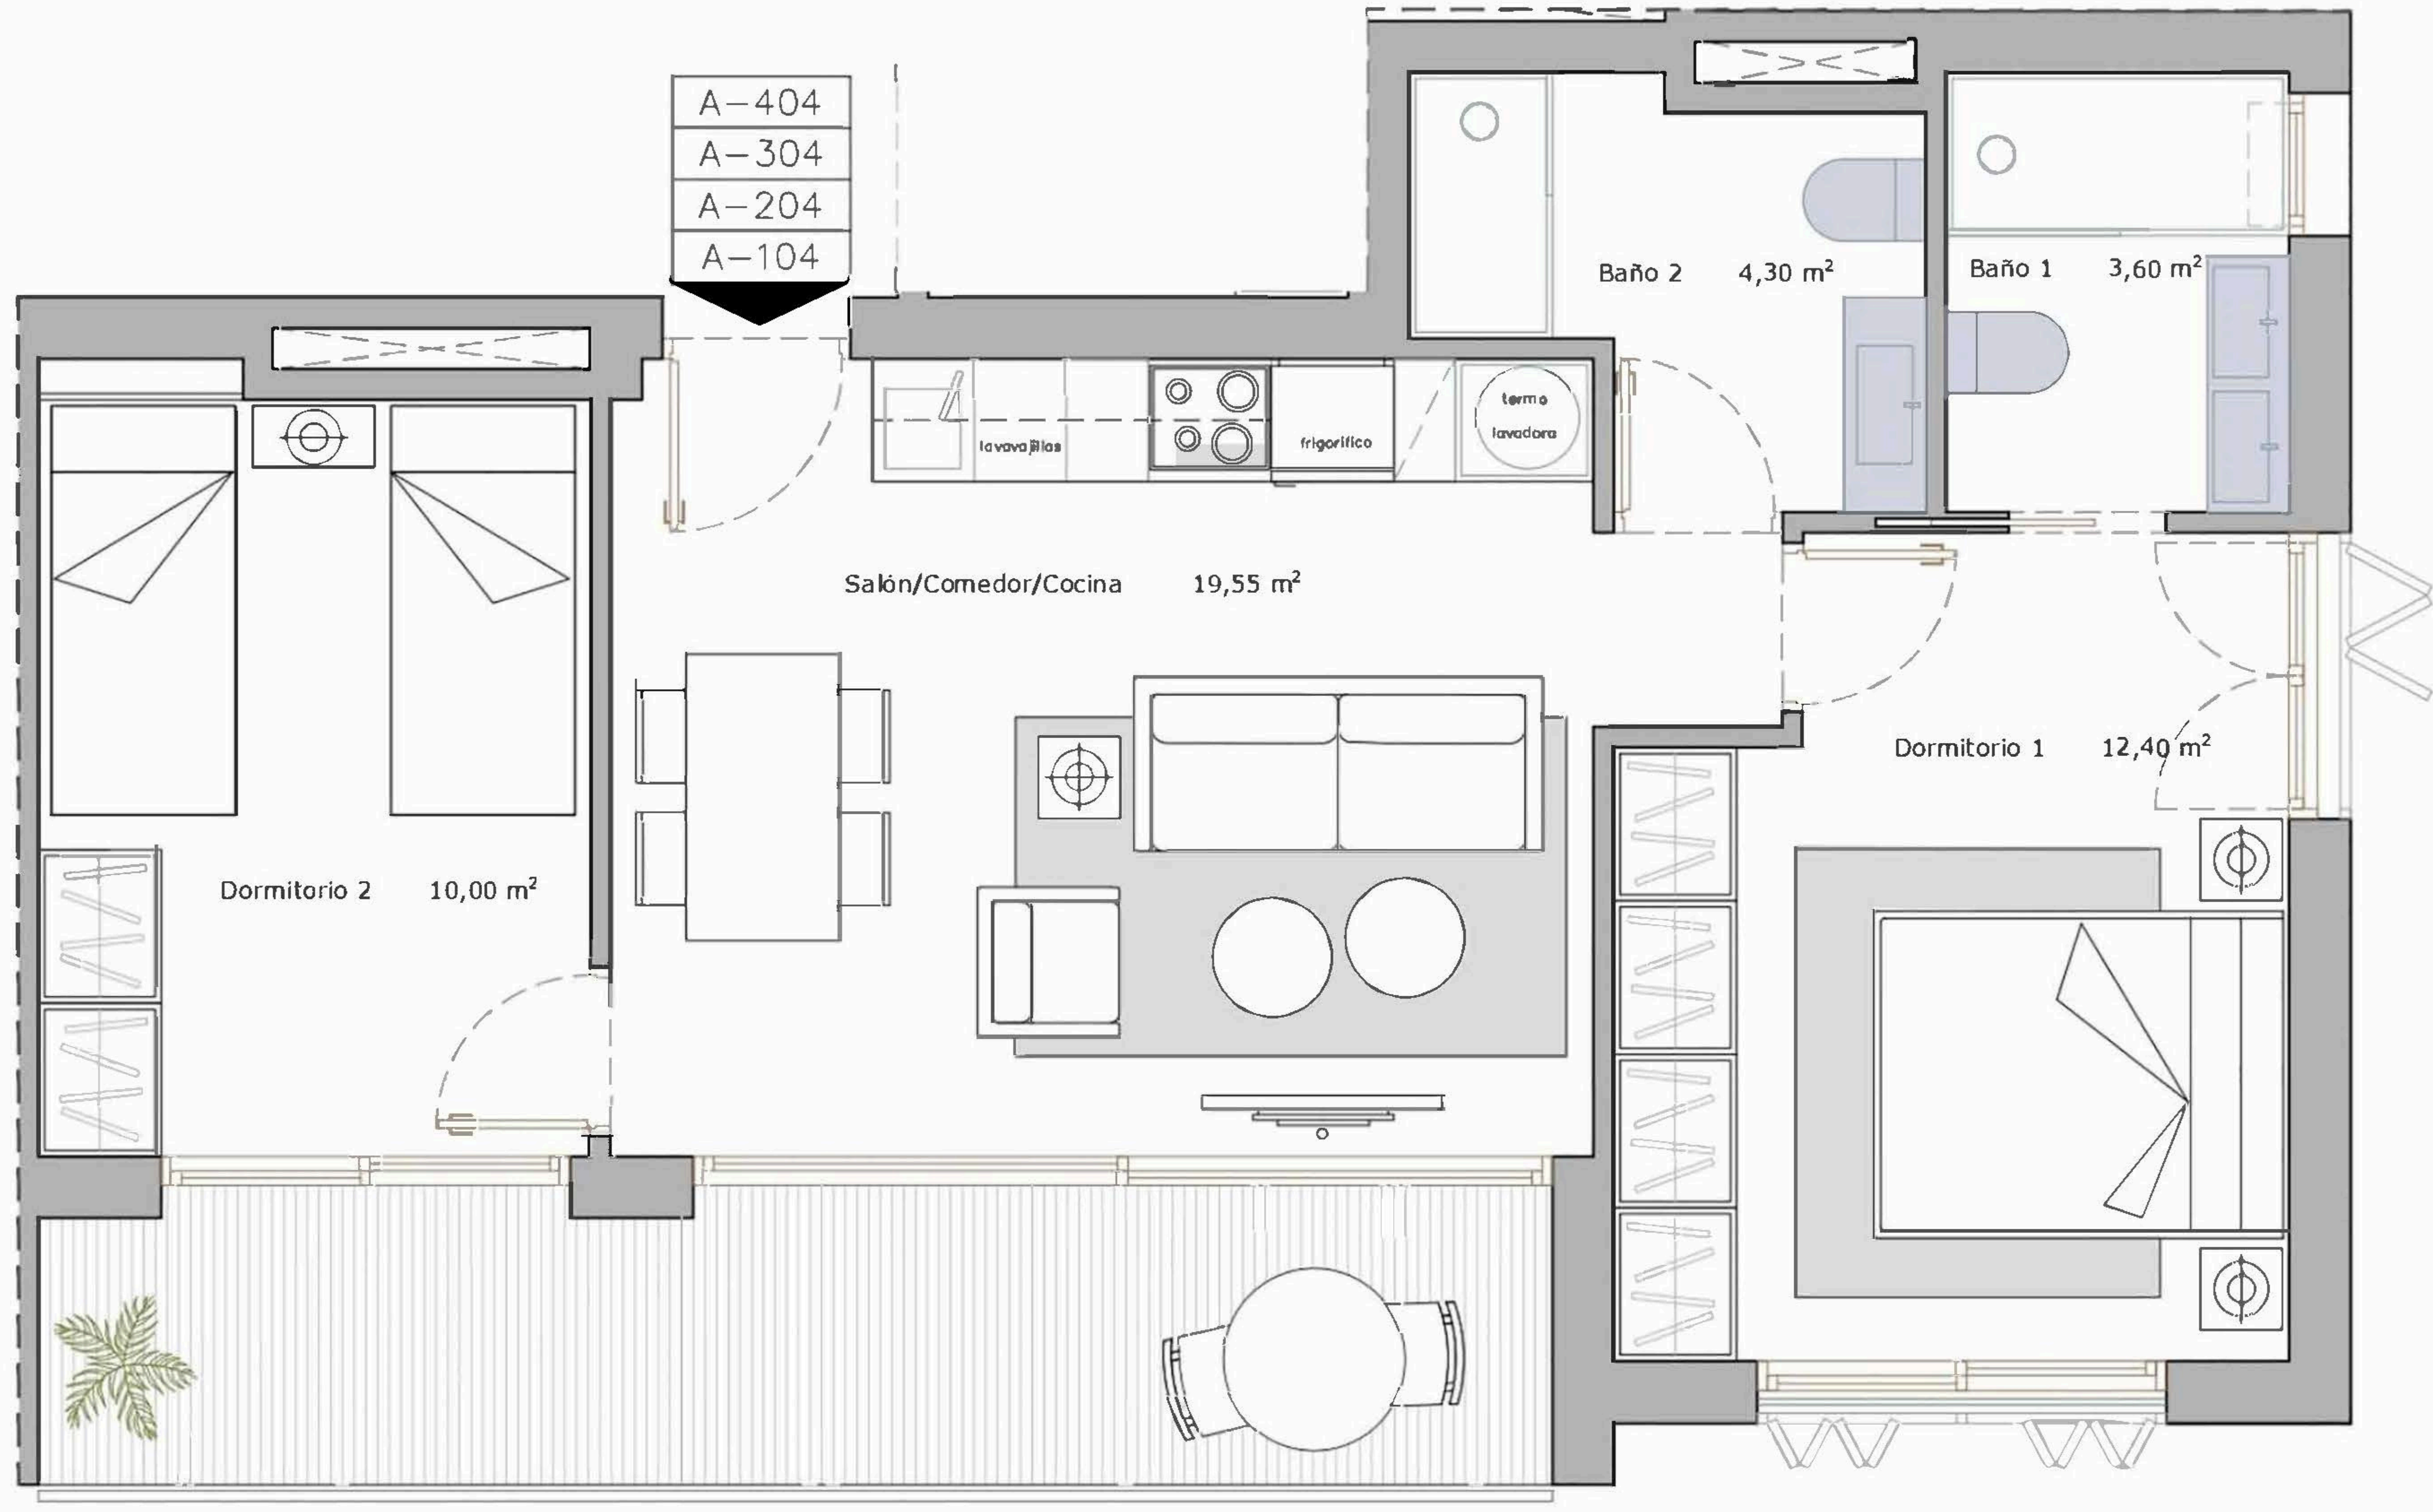 A-404
A-304
A-204
A-104
Baño 2 4,30 m²
Baño 1 3,60 m²
lavavajillas
frigorífico
termo
lavadora
Salón/Comedor/Cocina 19,55 m²
Dormitorio 1 12,40 m²
Dormitorio 2 10,00 m²